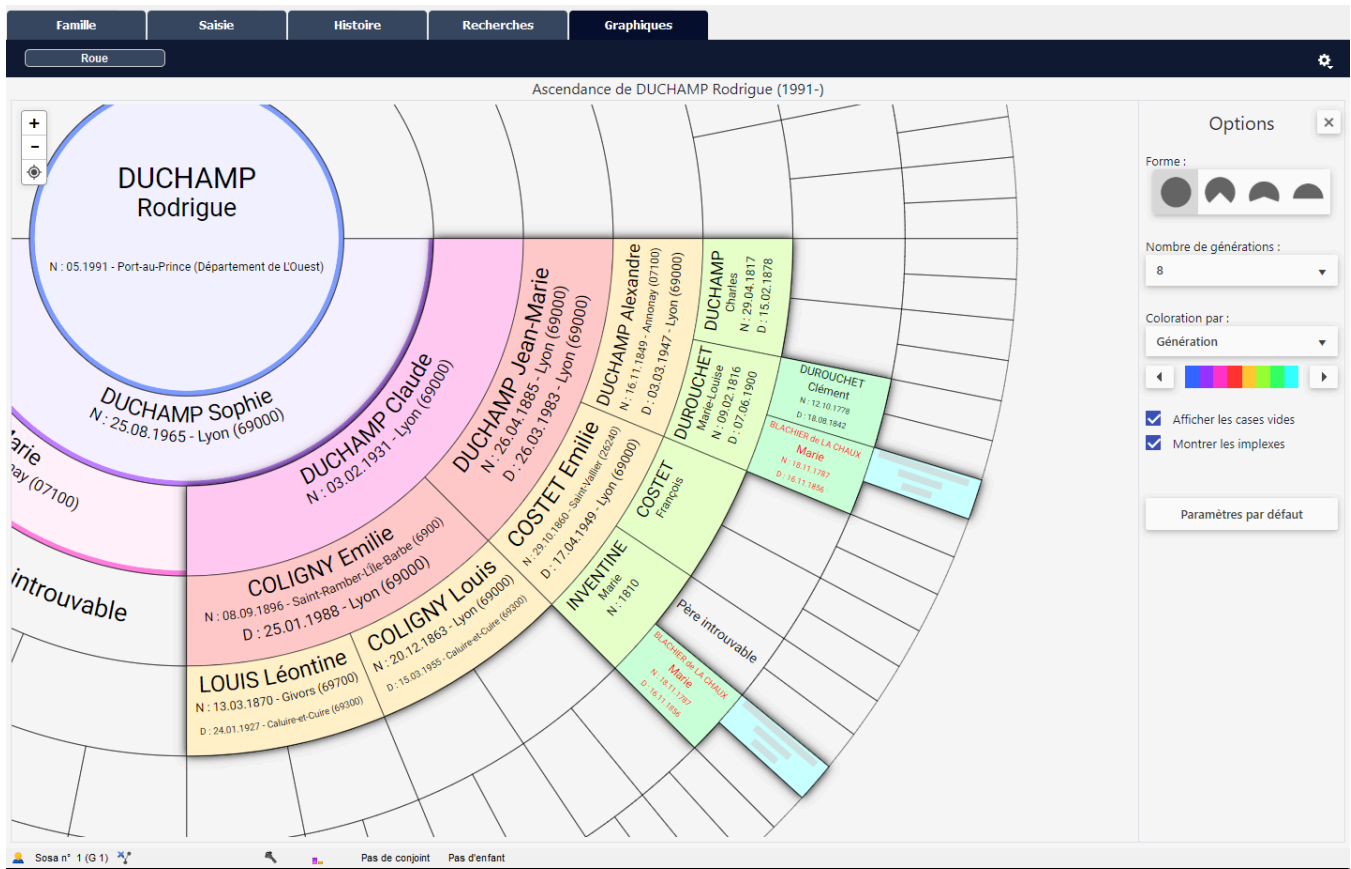 Famille
Saisie
Histoire
Recherches
Graphiques
Roue
Ascendance de DUCHAMP Rodrigue (1991-)
+
-
DUCHAMP
Rodrigue
N : 05.1991 - Port-au-Prince (Département de L'Ouest)
DUCHAMP Sophie
N : 25.08.1965 - Lyon (69000)
arie
nay (07100)
introuvable
DUCHAMP Claude
N : 03.02.1931 - Lyon (69000)
DUCHAMP Jean-Marie
N : 26.04.1885 - Lyon (69000)
D : 26.03.1983 - Lyon (69000)
COLIGNY Emilie
N : 08.09.1896 - Saint-Ramber-L'Île-Barbe (6900)
D : 25.01.1988 - Lyon (69000)
DUCHAMP Alexandre
N : 16.11.1849 - Annonay (07100)
D : 03.03.1947 - Lyon (69000)
COSTET Emilie
N : 29.10.1860 - Saint-Vallier (26240)
D : 17.04.1949 - Lyon (69000)
COLIGNY Louis
N : 20.12.1863 - Lyon (69000)
D : 15.03.1955 - Caluire-et-Cuire (69300)
LOUIS Léontine
N : 13.03.1870 - Givors (69700)
D : 24.01.1927 - Caluire-et-Cuire (69300)
DUCHAMP
Charles
N : 29.04.1817
D : 15.02.1878
DUROUCHET
Marie-Louise
N : 09.02.1816
D : 07.06.1900
COSTET
François
INVENTINE
Marie
N : 1810
DUROUCHET
Clément
N : 12.10.1778
D : 18.08.1842
BLACHIER de LA CHAUX
Marie
N : 18.11.1787
D : 16.11.1856
Père introuvable
BLACHIER de LA CHAUX
Marie
N : 18.11.1787
D : 16.11.1856
Options
×
Forme :
Nombre de générations :
8
Coloration par :
Génération
Afficher les cases vides
Montrer les implexes
Paramètres par défaut
Sosa n° 1 (G 1)
Pas de conjoint
Pas d'enfant